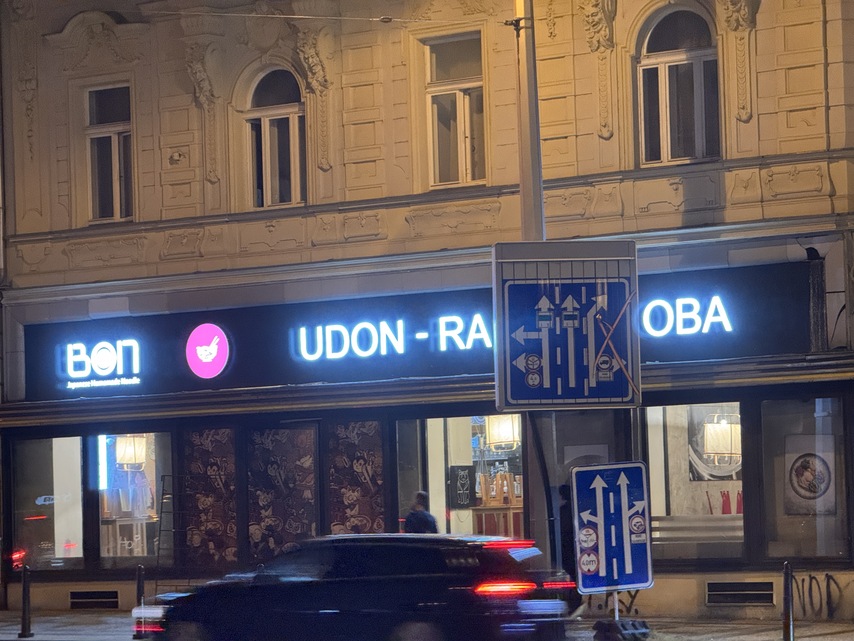 BON
Japanese Homemade Noodle
UDON - RA
OBA